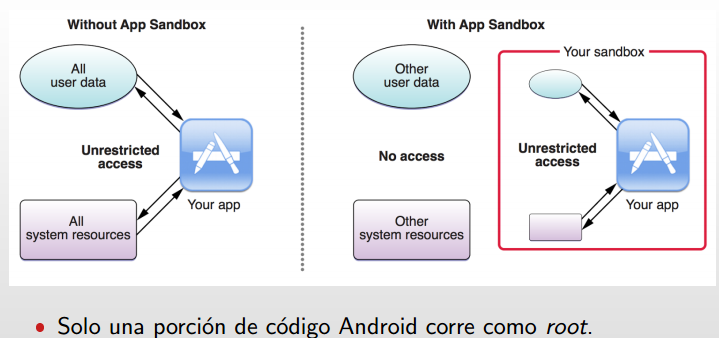 Without App Sandbox
All
user data
Unrestricted
access
Your app
All
system resources
With App Sandbox
Other
user data
No access
Other
system resources
Your sandbox
Unrestricted
access
Your app
• Solo una porción de código Android corre como root.